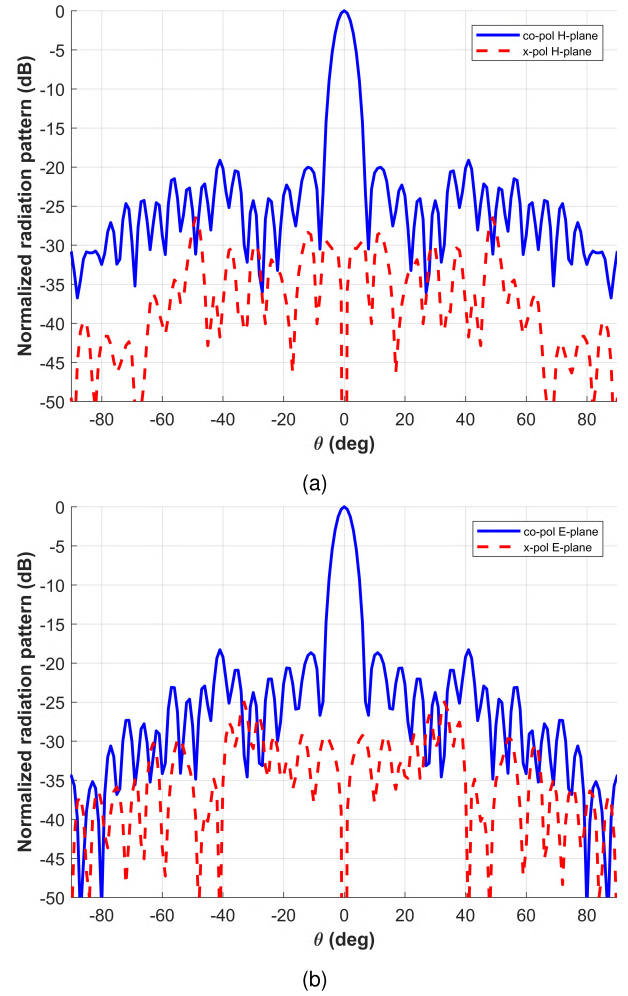 0
-5
-10
-15
-20
-25
-30
-35
-40
-45
-50
Normalized radiation pattern (dB)
co-pol H-plane
x-pol H-plane
-80 -60 -40 -20 0 20 40 60 80
θ (deg)
(a)
0
-5
-10
-15
-20
-25
-30
-35
-40
-45
-50
Normalized radiation pattern (dB)
co-pol E-plane
x-pol E-plane
-80 -60 -40 -20 0 20 40 60 80
θ (deg)
(b)